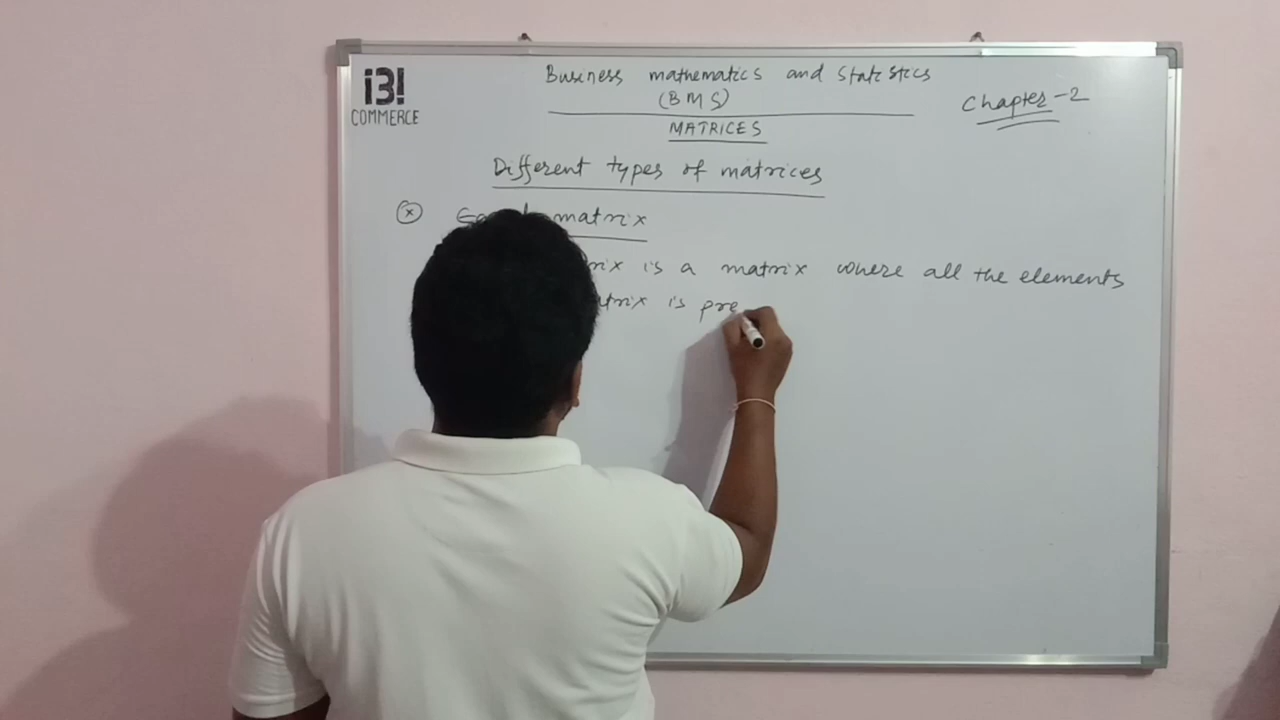 i3!
COMMERCE
Business mathematics and statistics
(BMS)
Chapter-2
MATRICES
Different types of matrices
matrix
is a matrix where all the elements
is pre